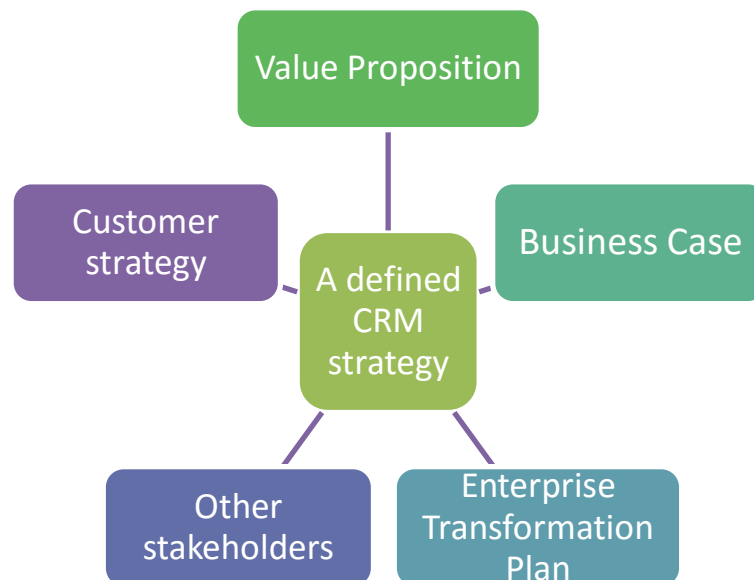 Value Proposition
Customer
strategy
Business Case
A defined
CRM
strategy
Other
stakeholders
Enterprise
Transformation
Plan